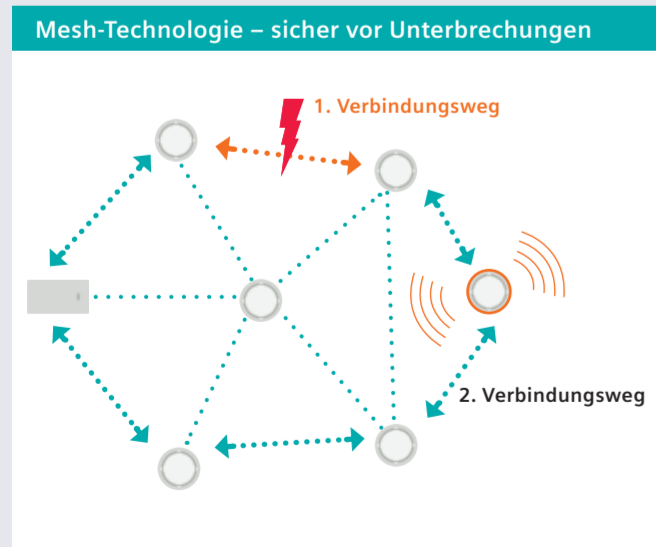 Mesh-Technologie – sicher vor Unterbrechungen
1. Verbindungsweg
2. Verbindungsweg